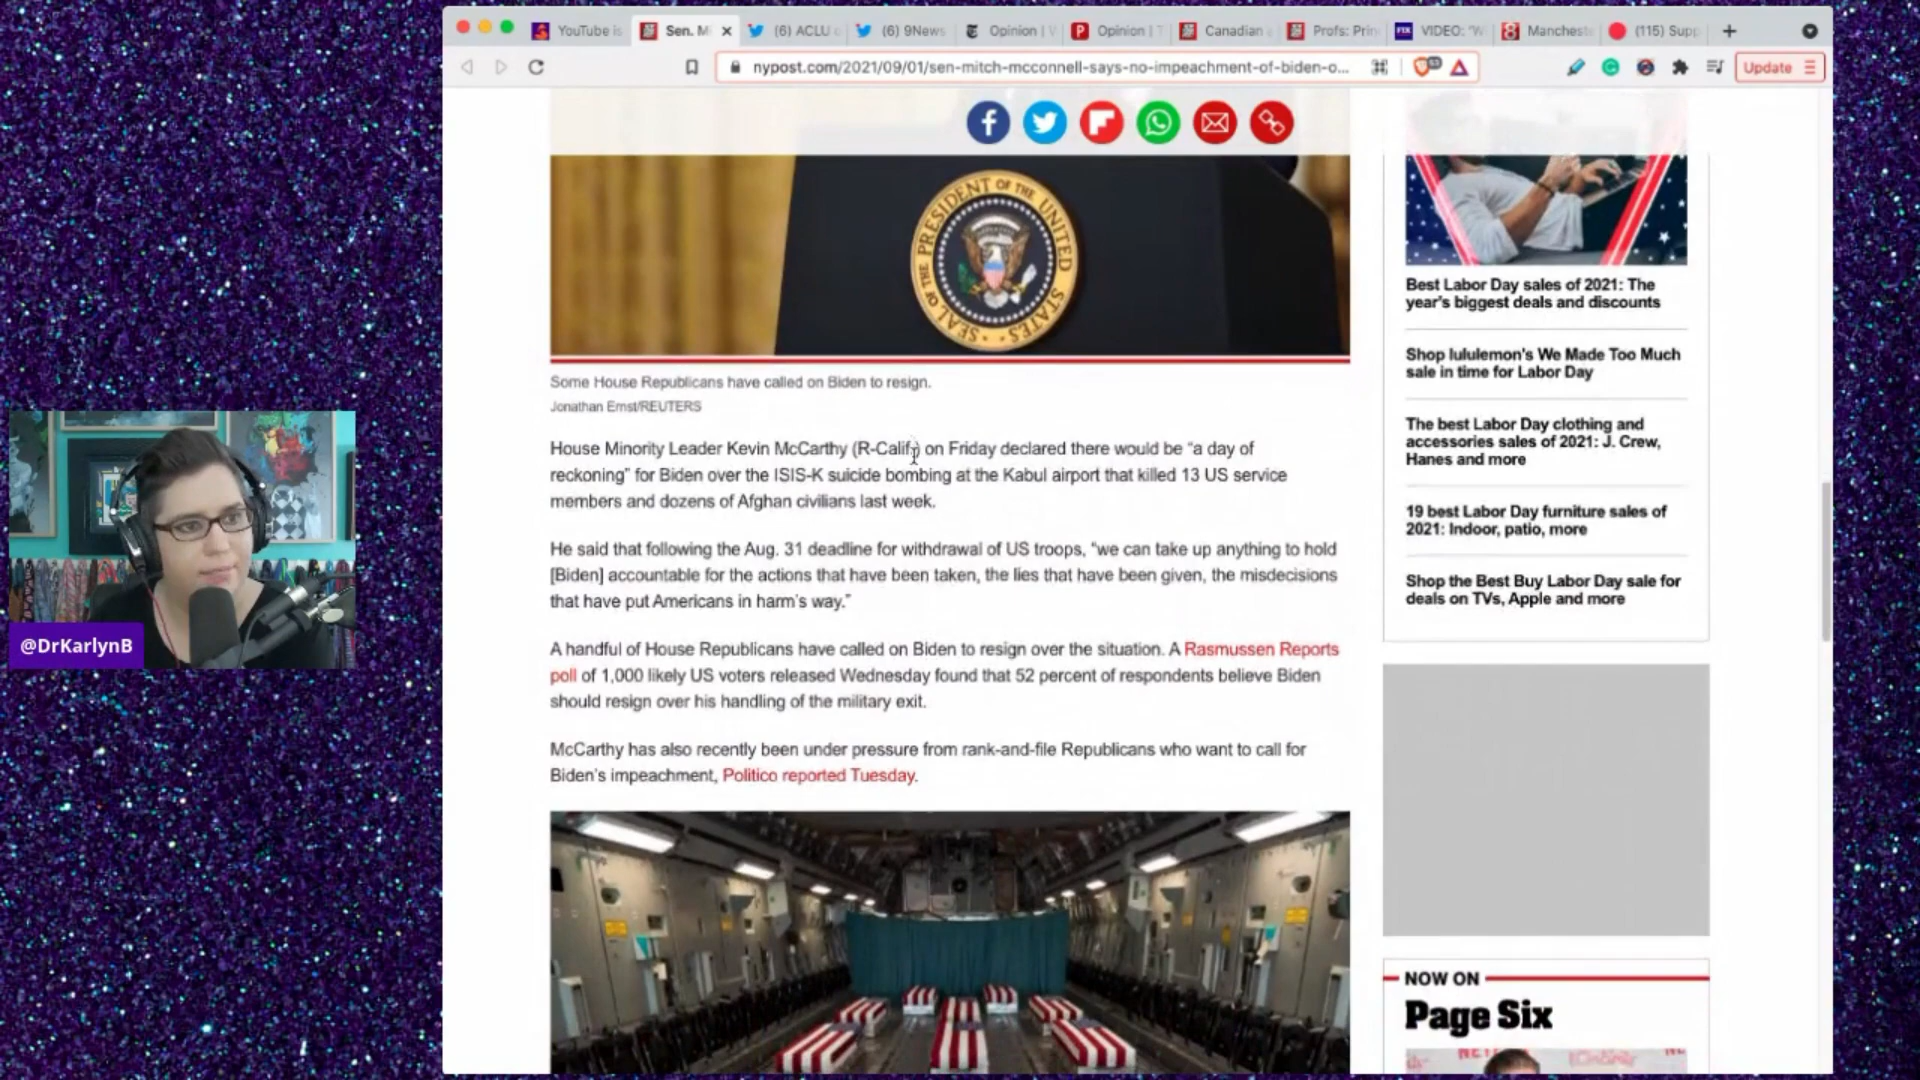 YouTube is
Sen. M
(6) ACLU
(6) 9News
Opinion |
Opinion |
Canadian
Profs: Prin
VIDEO: "W
Mancheste
(115) Supp
nypost.com/2021/09/01/sen-mitch-mcconnell-says-no-impeachment-of-biden-o...
Update
SEAL OF THE PRESIDENT OF THE UNITED STATES
Some House Republicans have called on Biden to resign.
Jonathan Ernst/REUTERS
House Minority Leader Kevin McCarthy (R-Calif.) on Friday declared there would be “a day of
reckoning” for Biden over the ISIS-K suicide bombing at the Kabul airport that killed 13 US service
members and dozens of Afghan civilians last week.
He said that following the Aug. 31 deadline for withdrawal of US troops, “we can take up anything to hold
[Biden] accountable for the actions that have been taken, the lies that have been given, the misdecisions
that have put Americans in harm’s way.”
A handful of House Republicans have called on Biden to resign over the situation. A Rasmussen Reports
poll of 1,000 likely US voters released Wednesday found that 52 percent of respondents believe Biden
should resign over his handling of the military exit.
McCarthy has also recently been under pressure from rank-and-file Republicans who want to call for
Biden’s impeachment, Politico reported Tuesday.
Best Labor Day sales of 2021: The
year's biggest deals and discounts
Shop lululemon's We Made Too Much
sale in time for Labor Day
The best Labor Day clothing and
accessories sales of 2021: J. Crew,
Hanes and more
19 best Labor Day furniture sales of
2021: Indoor, patio, more
Shop the Best Buy Labor Day sale for
deals on TVs, Apple and more
NOW ON
Page Six
@DrKarlynB